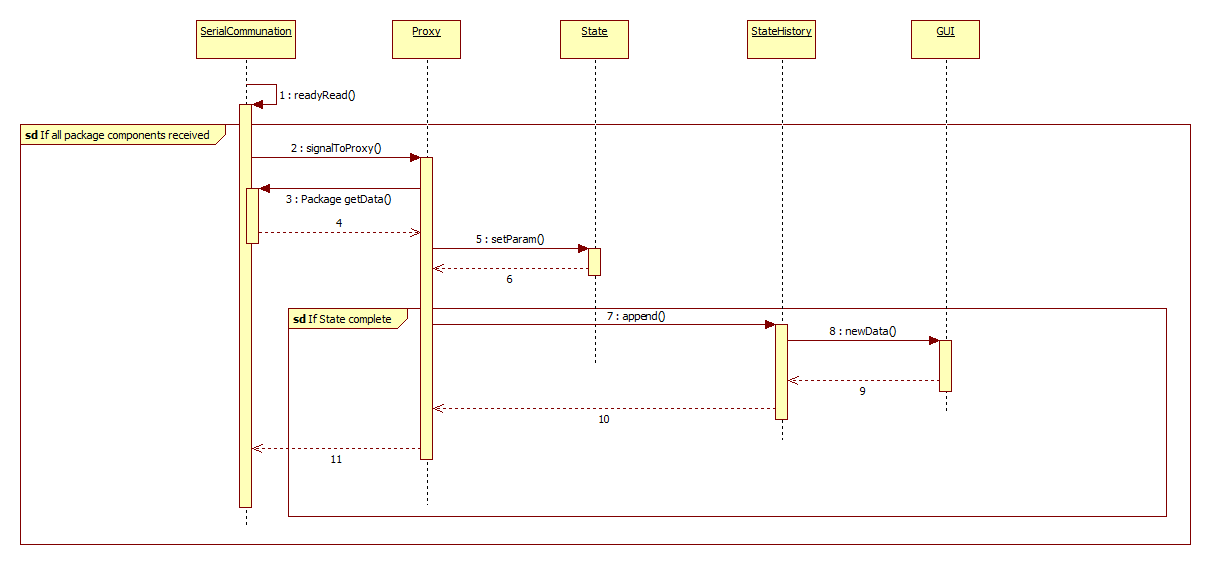 SerialCommunation
Proxy
State
StateHistory
GUI
1 : readyRead()
sd If all package components received
2 : signalToProxy()
3 : Package getData()
4
5 : setParam()
6
sd If State complete
7 : append()
8 : newData()
9
10
11